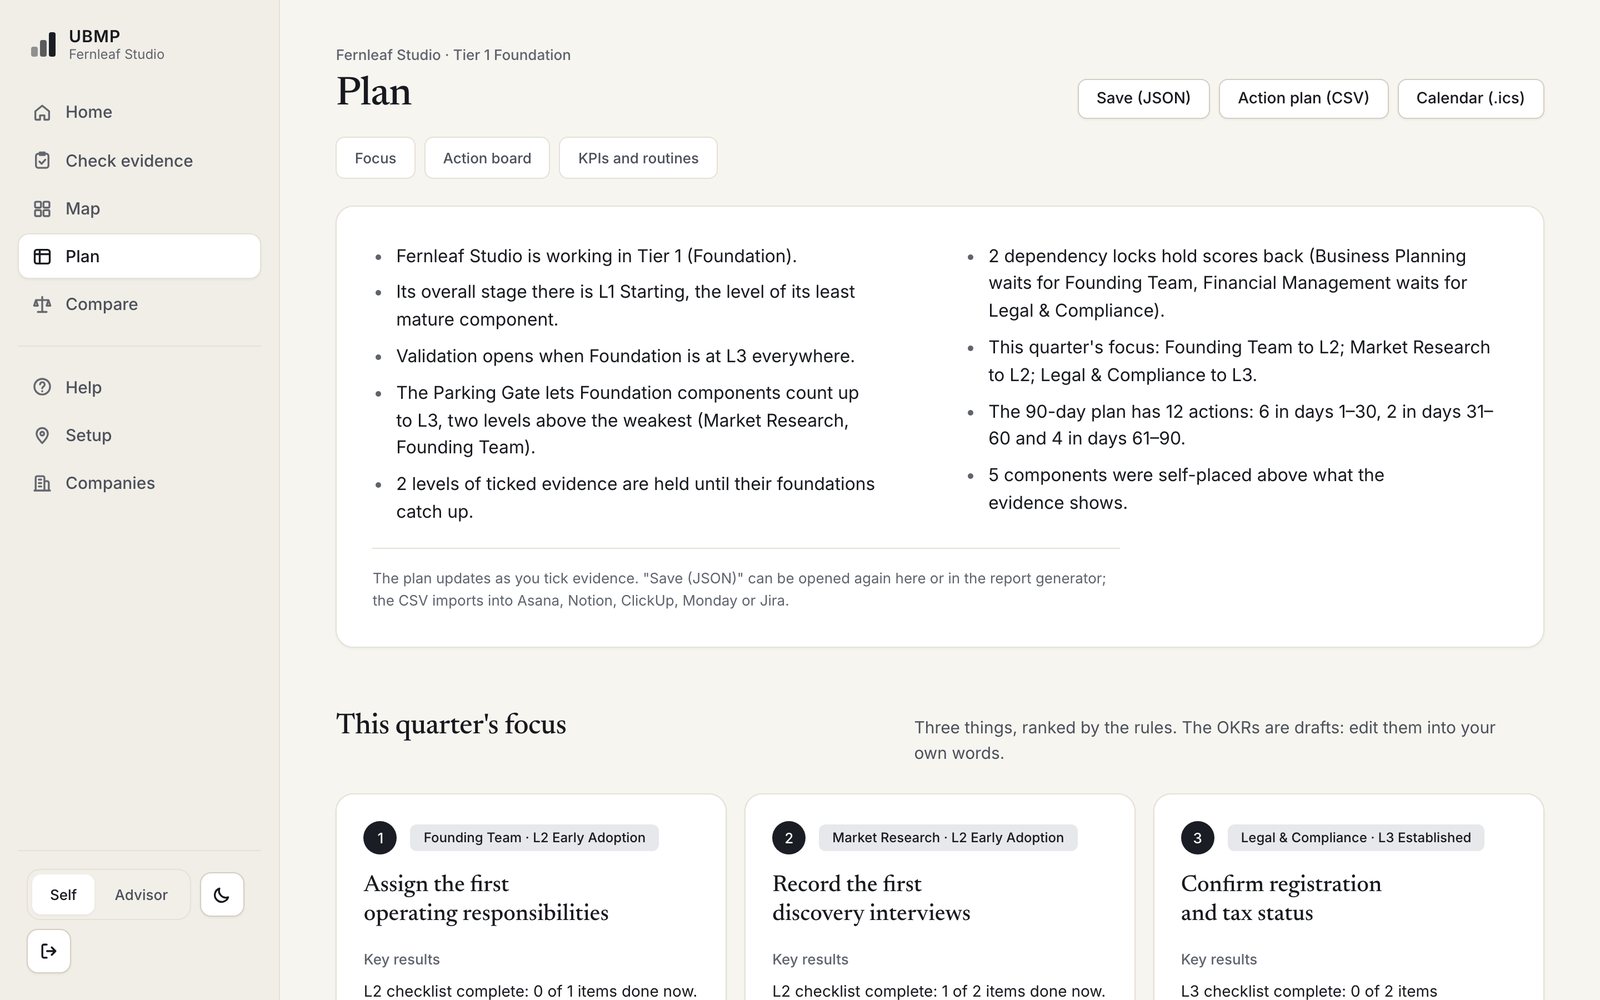 UBMP
Fernleaf Studio
Home
Check evidence
Map
Plan
Compare
Help
Setup
Companies
Self
Advisor
Fernleaf Studio · Tier 1 Foundation
Plan
Save (JSON)
Action plan (CSV)
Calendar (.ics)
Focus
Action board
KPIs and routines
• Fernleaf Studio is working in Tier 1 (Foundation).
• Its overall stage there is L1 Starting, the level of its least
mature component.
• Validation opens when Foundation is at L3 everywhere.
• The Parking Gate lets Foundation components count up
to L3, two levels above the weakest (Market Research,
Founding Team).
• 2 levels of ticked evidence are held until their foundations
catch up.
• 2 dependency locks hold scores back (Business Planning
waits for Founding Team, Financial Management waits for
Legal & Compliance).
• This quarter's focus: Founding Team to L2; Market Research
to L2; Legal & Compliance to L3.
• The 90-day plan has 12 actions: 6 in days 1–30, 2 in days 31–
60 and 4 in days 61–90.
• 5 components were self-placed above what the
evidence shows.
The plan updates as you tick evidence. "Save (JSON)" can be opened again here or in the report generator;
the CSV imports into Asana, Notion, ClickUp, Monday or Jira.
This quarter's focus
Three things, ranked by the rules. The OKRs are drafts: edit them into your
own words.
1
Founding Team · L2 Early Adoption
Assign the first
operating responsibilities
Key results
L2 checklist complete: 0 of 1 items done now.
2
Market Research · L2 Early Adoption
Record the first
discovery interviews
Key results
L2 checklist complete: 1 of 2 items done now.
3
Legal & Compliance · L3 Established
Confirm registration
and tax status
Key results
L3 checklist complete: 0 of 2 items